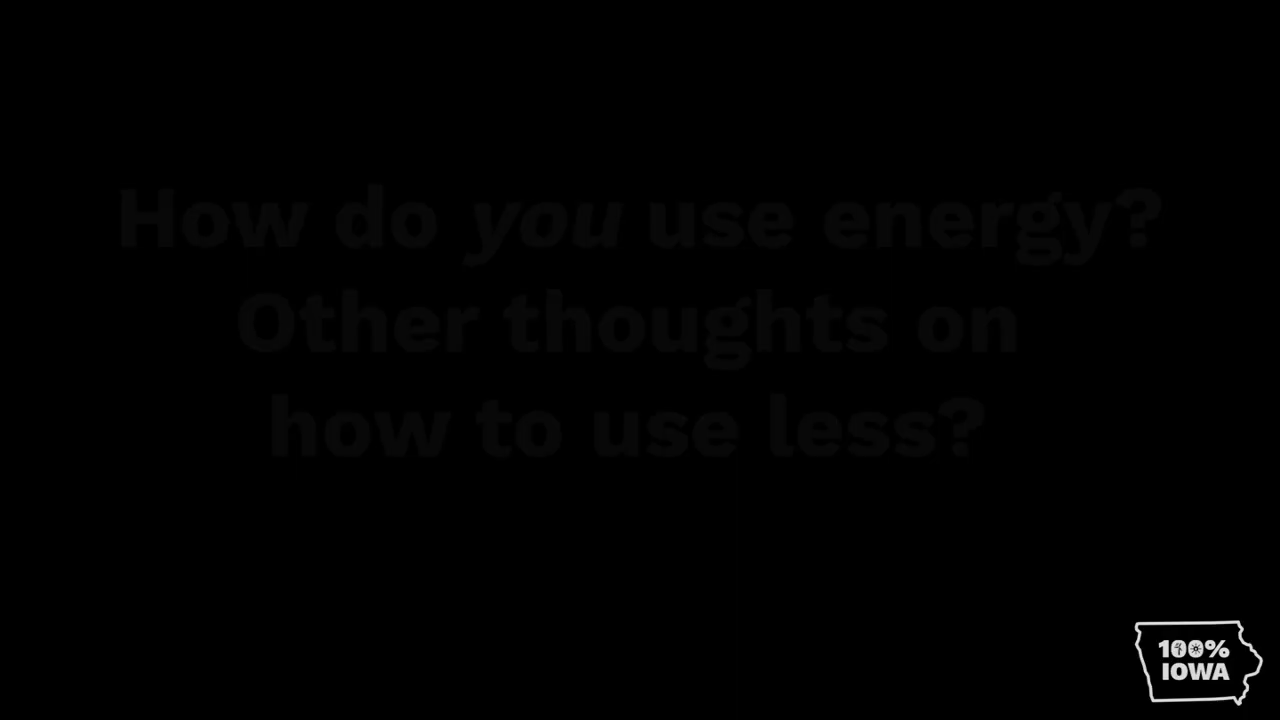 How do you use energy?
Other thoughts on
how to use less?
100%
IOWA